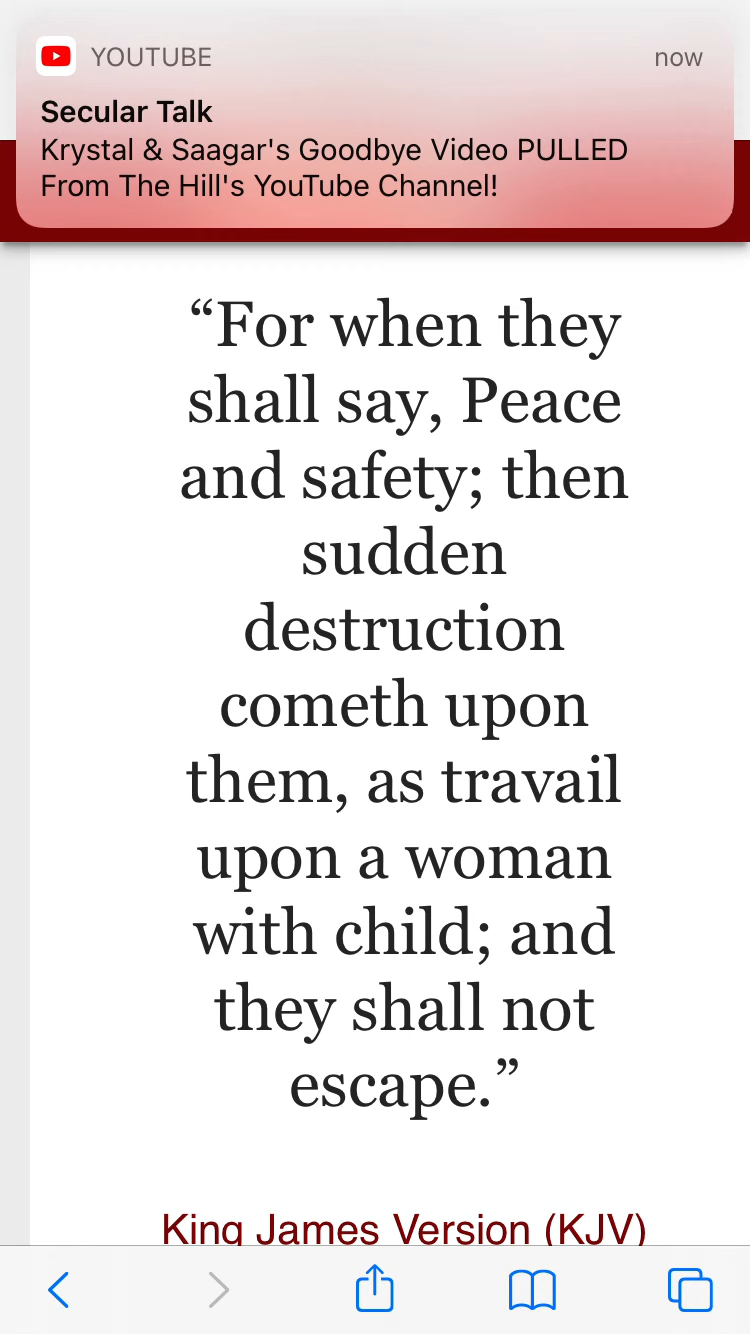 YOUTUBE now
Secular Talk
Krystal & Saagar's Goodbye Video PULLED
From The Hill's YouTube Channel!
“For when they
shall say, Peace
and safety; then
sudden
destruction
cometh upon
them, as travail
upon a woman
with child; and
they shall not
escape.”
King James Version (KJV)